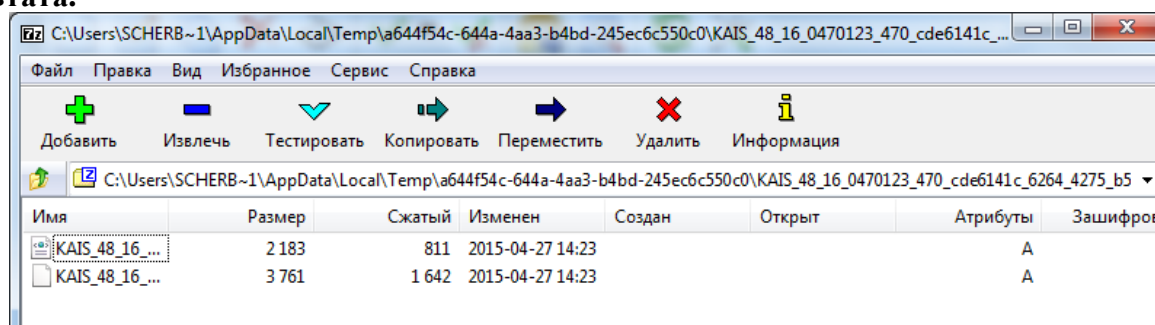 C:\Users\SCHERB~1\AppData\Local\Temp\a644f54c-644a-4aa3-b4bd-245ec6c550c0\KAIS_48_16_0470123_470_cde6141c_...
Файл Правка Вид Избранное Сервис Справка
Добавить Извлечь Тестировать Копировать Переместить Удалить Информация
C:\Users\SCHERB~1\AppData\Local\Temp\a644f54c-644a-4aa3-b4bd-245ec6c550c0\KAIS_48_16_0470123_470_cde6141c_6264_4275_b5
Имя Размер Сжатый Изменен Создан Открыт Атрибуты Зашифров
KAIS_48_16_... 2 183 811 2015-04-27 14:23 A
KAIS_48_16_... 3 761 1 642 2015-04-27 14:23 A